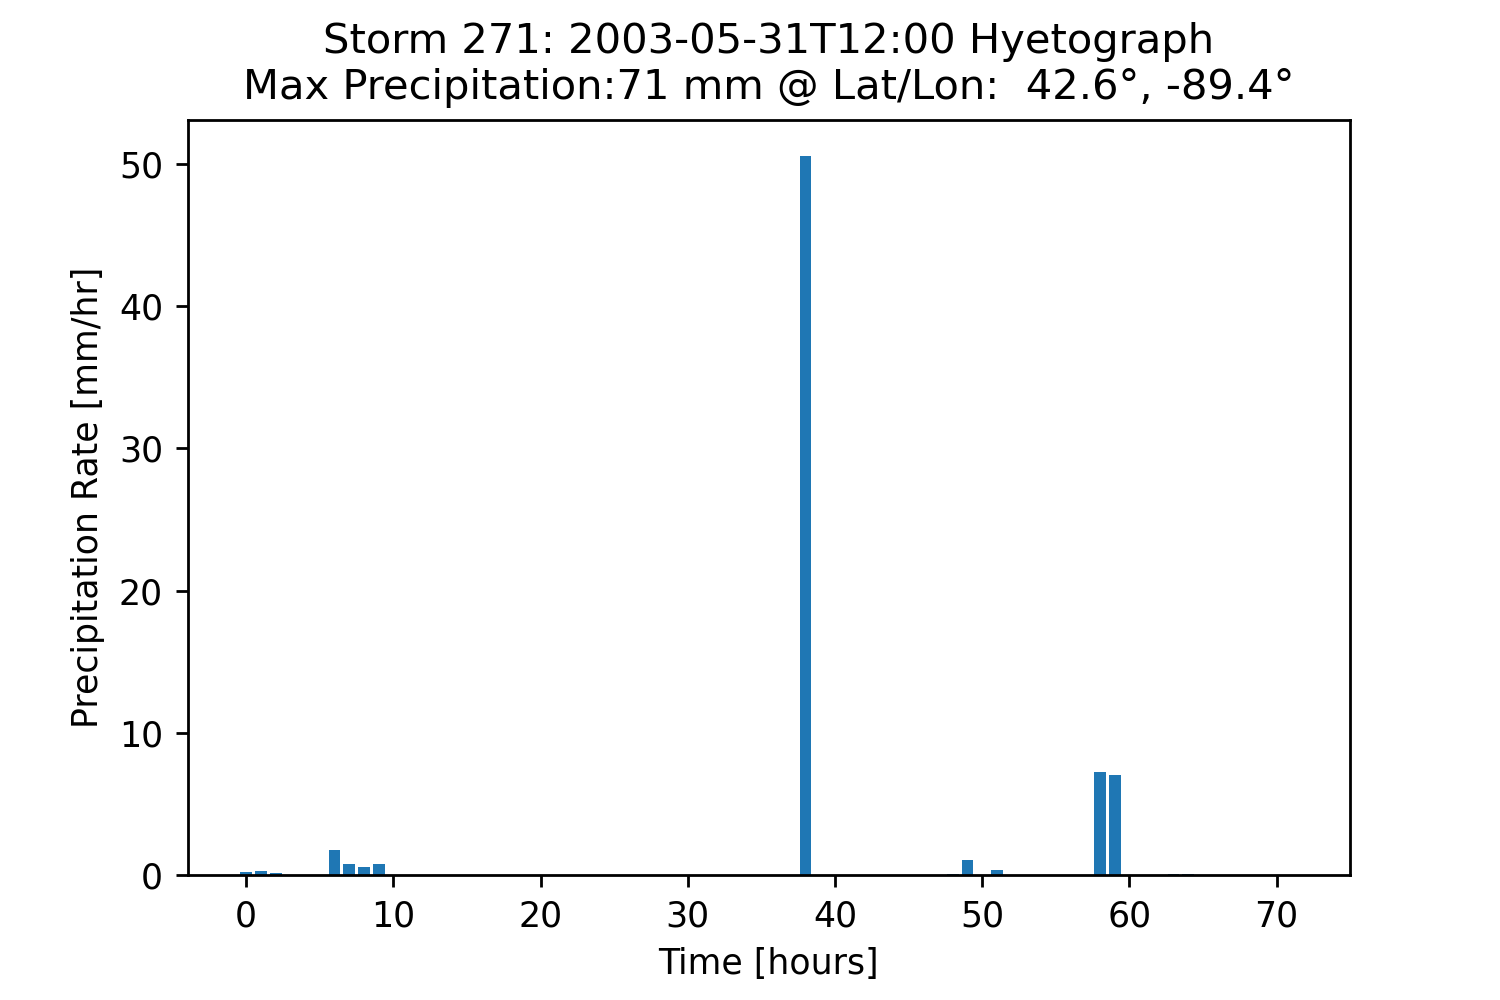 Storm 271: 2003-05-31T12:00 Hyetograph
Max Precipitation:71 mm @ Lat/Lon:  42.6°, -89.4°
Precipitation Rate [mm/hr]
50
40
30
20
10
0
0 10 20 30 40 50 60 70
Time [hours]